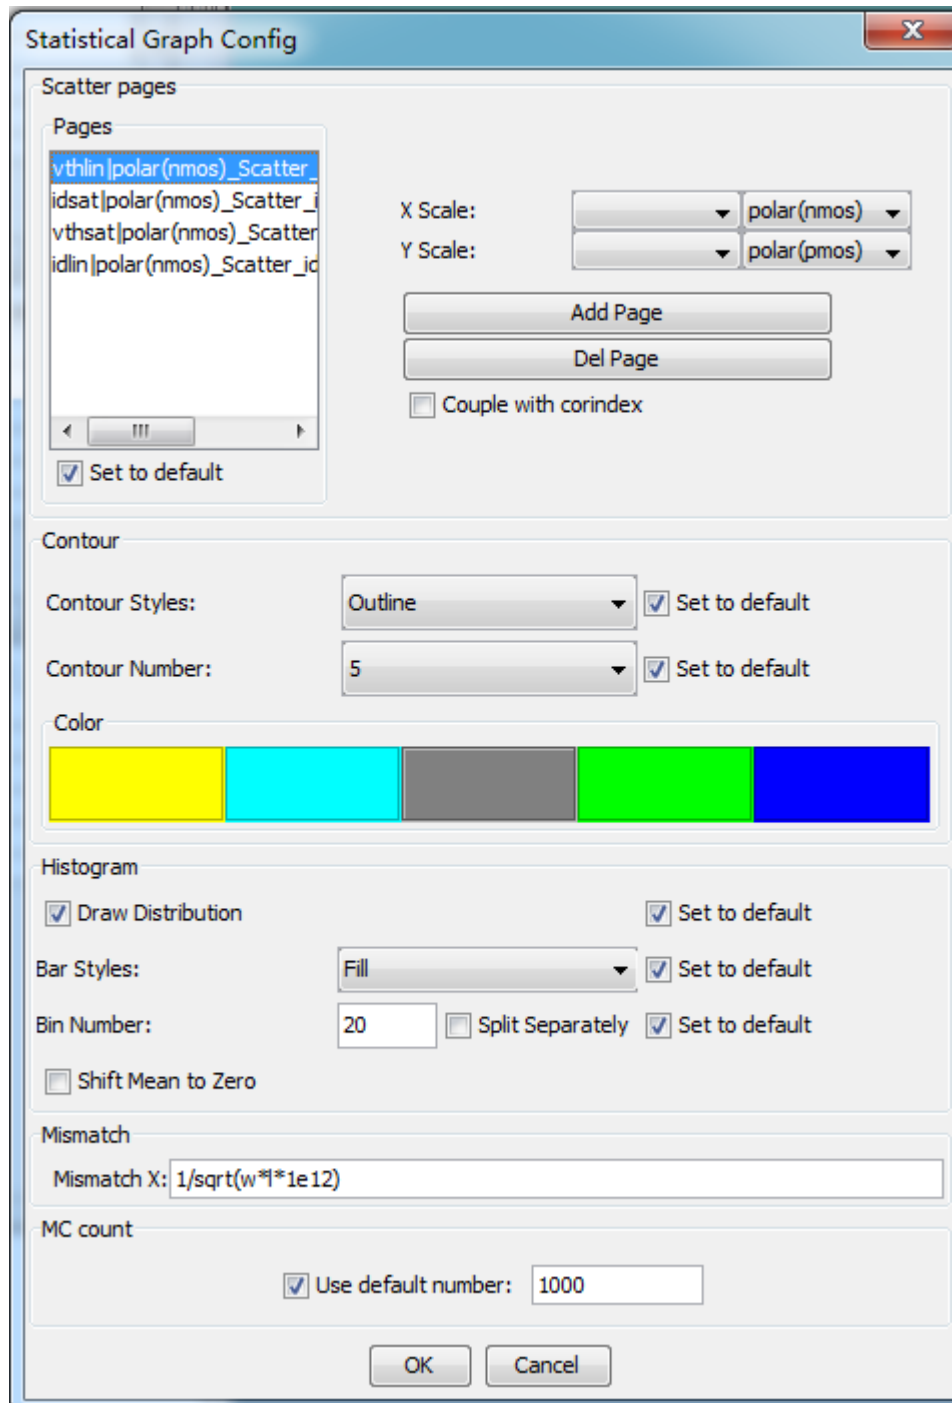 Statistical Graph Config
Scatter pages
Pages
vthlin|polar(nmos)_Scatter_
idsat|polar(nmos)_Scatter_i
vthsat|polar(nmos)_Scatter
idlin|polar(nmos)_Scatter_id
Set to default
X Scale: polar(nmos)
Y Scale: polar(pmos)
Add Page
Del Page
Couple with corindex
Contour
Contour Styles: Outline Set to default
Contour Number: 5 Set to default
Color
Histogram
Draw Distribution Set to default
Bar Styles: Fill Set to default
Bin Number: 20 Split Separately Set to default
Shift Mean to Zero
Mismatch
Mismatch X: 1/sqrt(w*l*1e12)
MC count
Use default number: 1000
OK Cancel